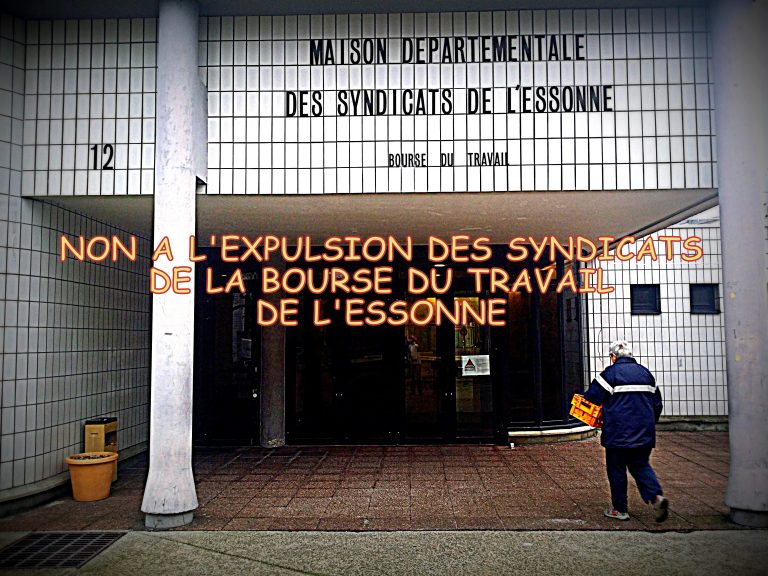 MAISON DEPARTEMENTALE
DES SYNDICATS DE L'ESSONNE
12
BOURSE DU TRAVAIL
NON A L'EXPULSION DES SYNDICATS
DE LA BOURSE DU TRAVAIL
DE L'ESSONNE